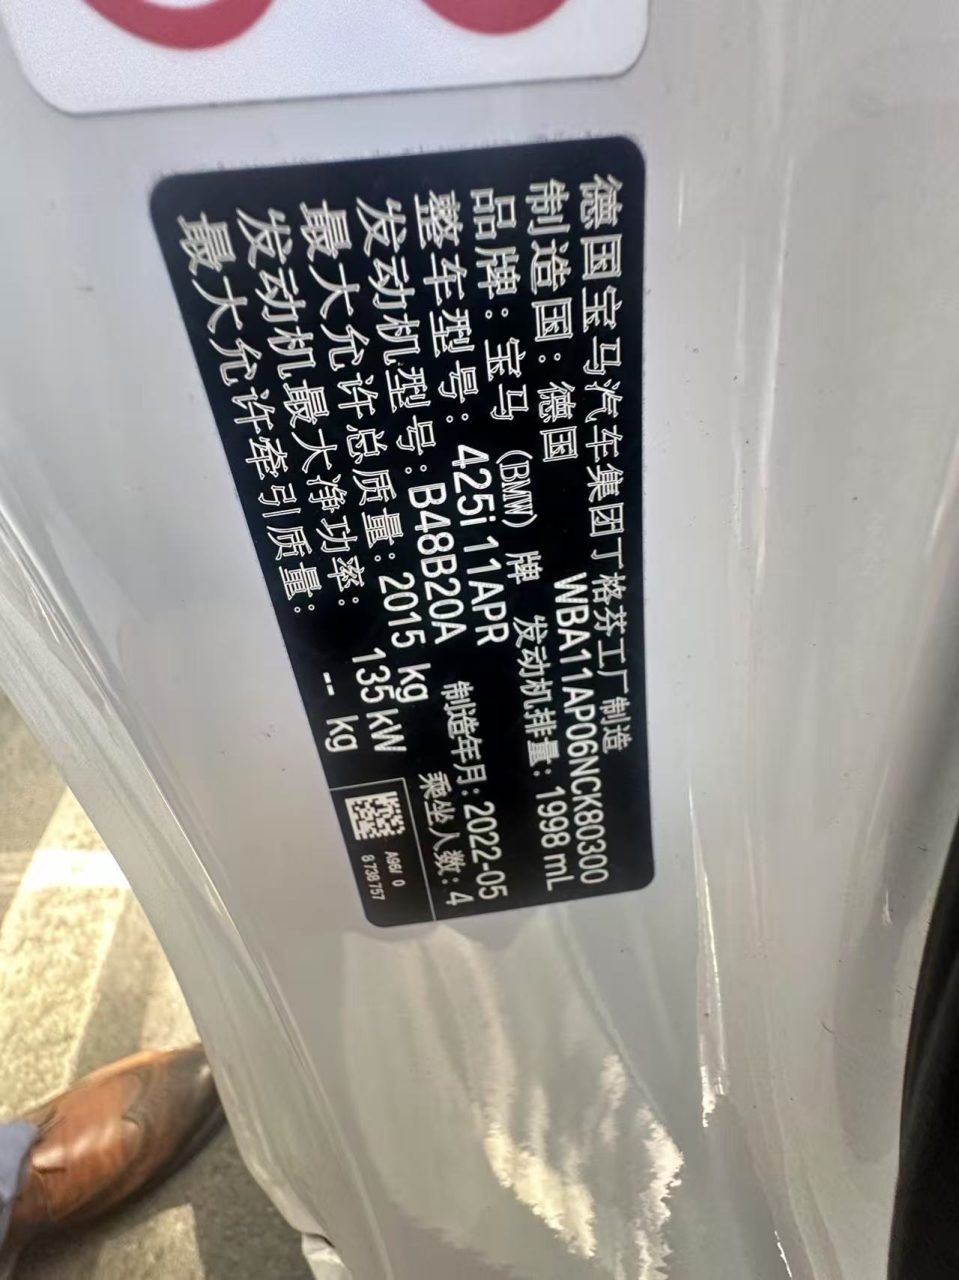 德国宝马汽车集团丁格芬工厂制造
制造国：德国 WBA11AP06NCK80300
品牌：宝马（BMW）牌 发动机排量：1998 mL
整车型号：425i 11APR 制造年月：2022-05
发动机型号：B48B20A 乘坐人数：4
最大允许总质量：2015 kg
发动机最大净功率：135 kW
最大允许牵引质量：-- kg
A96/ 0
8 738 757